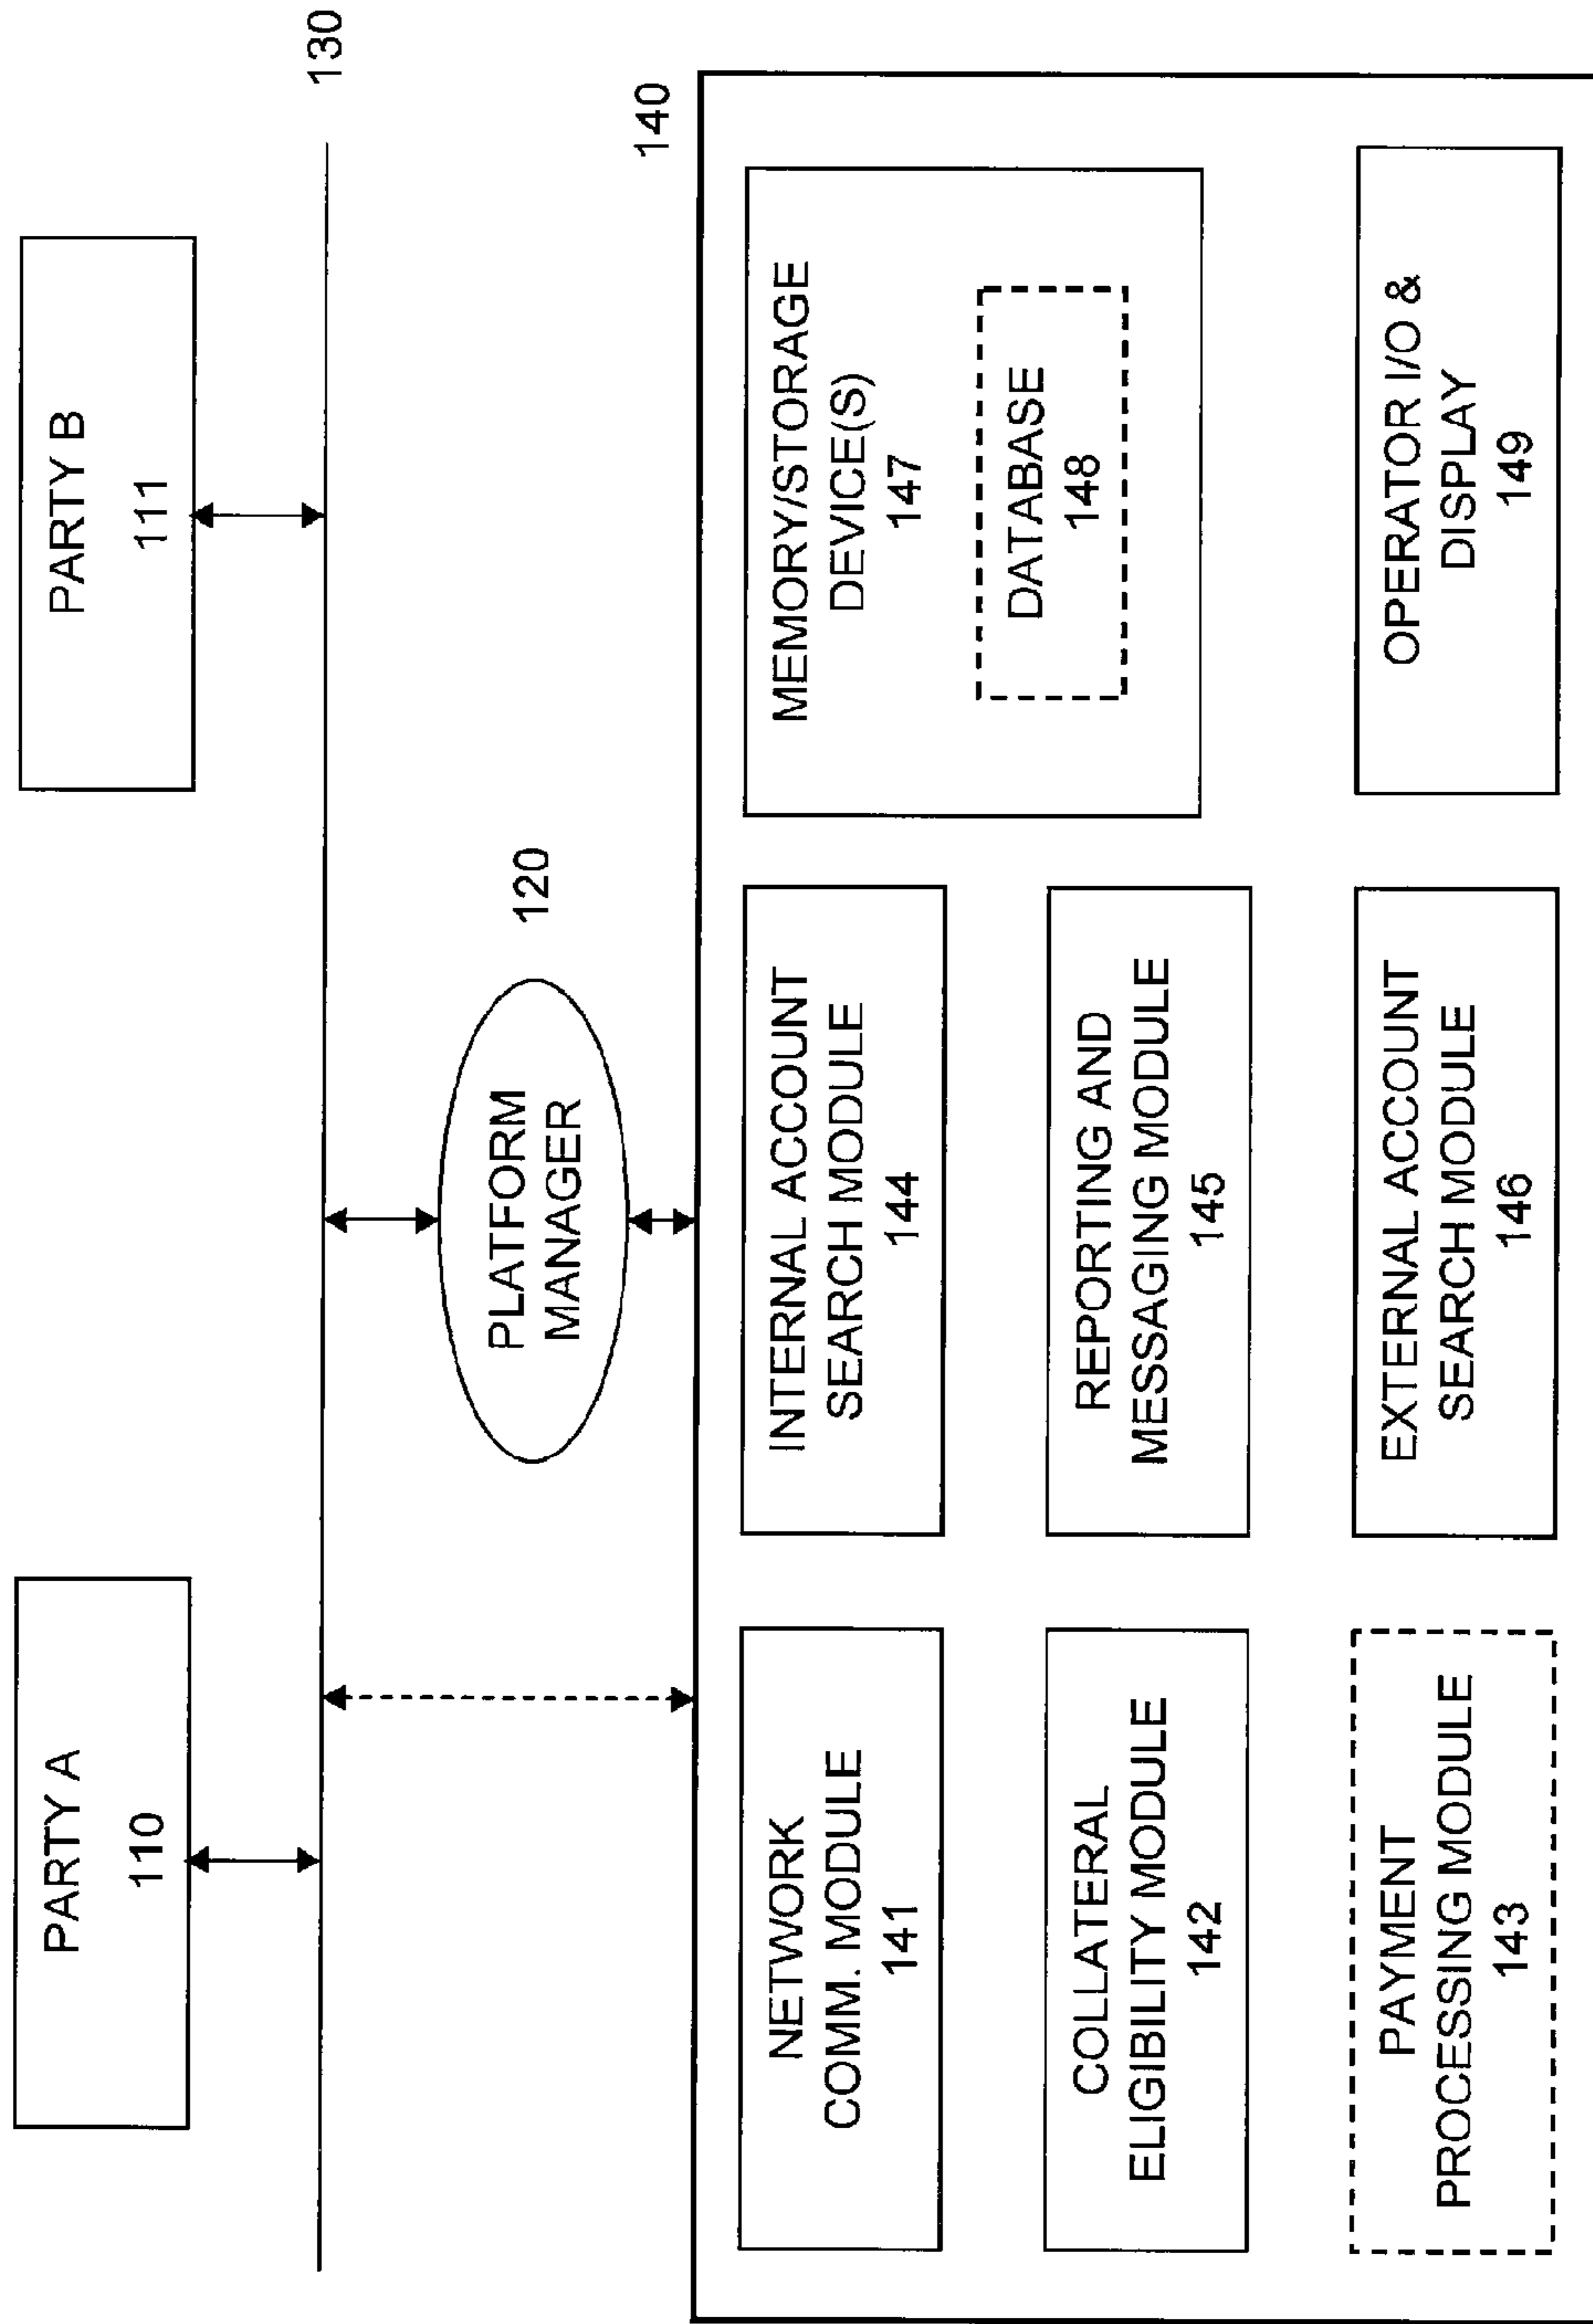 PARTY A
110
PARTY B
111
130
PLATFORM
MANAGER
120
140
NETWORK
COMM. MODULE
141
INTERNAL ACCOUNT
SEARCH MODULE
144
MEMORY/STORAGE
DEVICE(S)
147
DATABASE
148
COLLATERAL
ELIGIBILITY MODULE
142
REPORTING AND
MESSAGING MODULE
145
PAYMENT
PROCESSING MODULE
143
EXTERNAL ACCOUNT
SEARCH MODULE
146
OPERATOR I/O &
DISPLAY
149